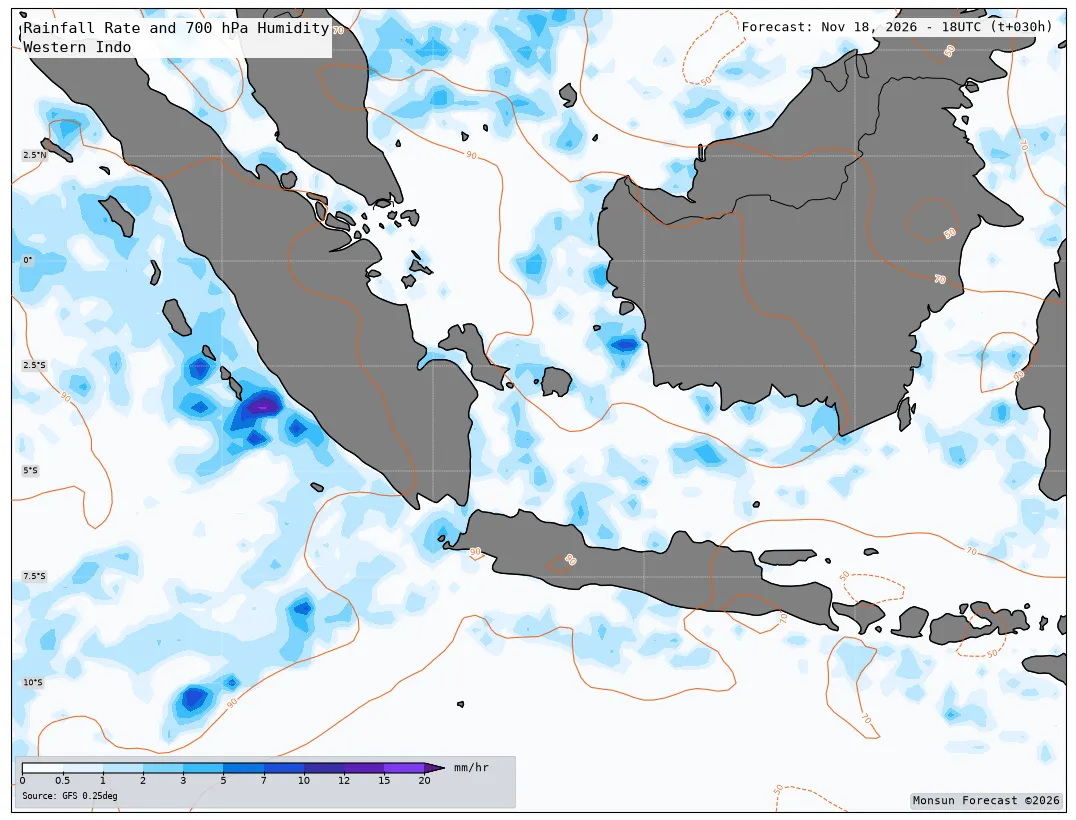 Rainfall Rate and 700 hPa Humidity
Western Indo
Forecast: Nov 18, 2026 - 18UTC (t+030h)
70
50
50
90
70
2.5°N
50
0°
70
2.5°S
90
90
5°S
90
90
70
7.5°S
50
70
50
10°S
90
70
50
0 0.5 1 2 3 5 7 10 12 15 20 mm/hr
Source: GFS 0.25deg
Monsun Forecast ©2026